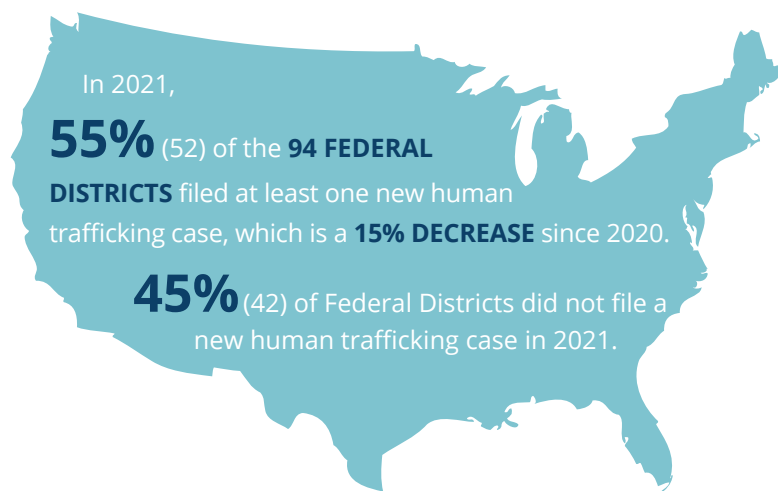 In 2021,
55% (52) of the 94 FEDERAL
DISTRICTS filed at least one new human
trafficking case, which is a 15% DECREASE since 2020.
45% (42) of Federal Districts did not file a
new human trafficking case in 2021.